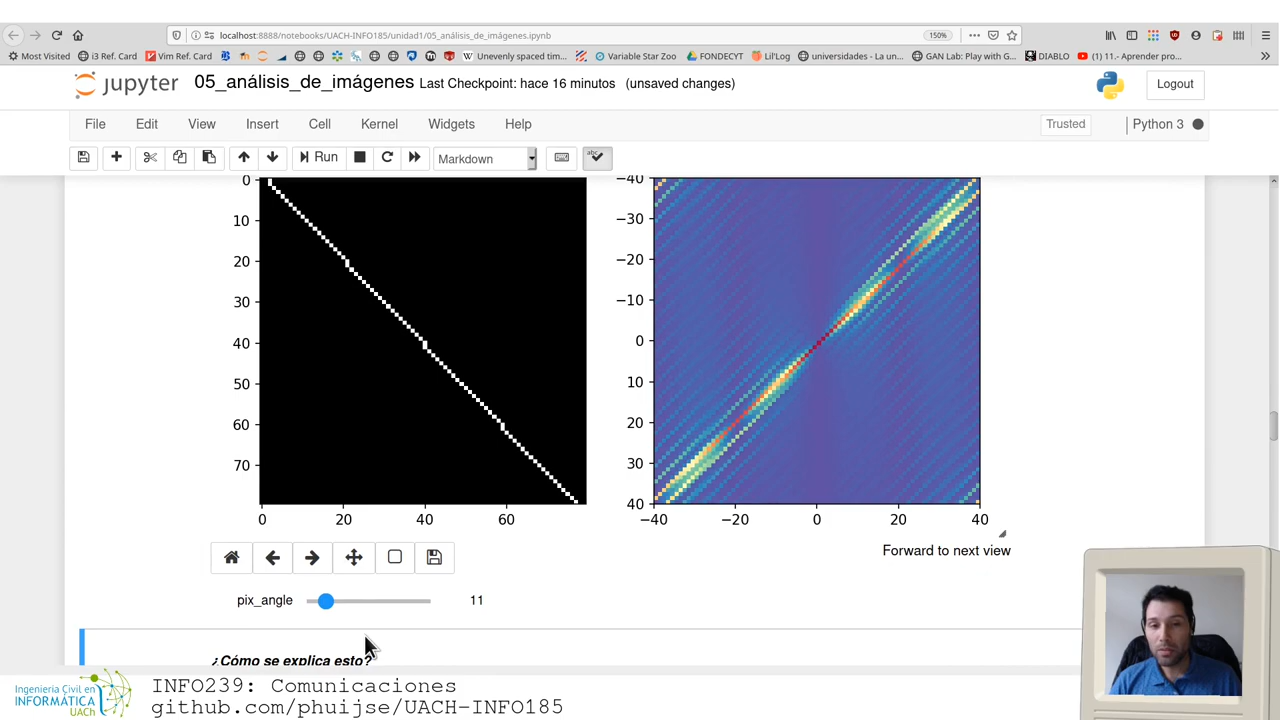 localhost:8888/notebooks/UACH-INFO185/unidad1/05_análisis_de_imágenes.ipynb
150%
Most Visited
i3 Ref. Card
Vim Ref. Card
Unevenly spaced tim...
Variable Star Zoo
FONDECYT
Lil'Log
universidades - La un...
GAN Lab: Play with G...
DIABLO
(1) 11.- Aprender pro...
jupyter 05_análisis_de_imágenes Last Checkpoint: hace 16 minutos (unsaved changes)
Logout
File Edit View Insert Cell Kernel Widgets Help
Trusted
Python 3
Run
Markdown
0
10
20
30
40
50
60
70
0 20 40 60
−40
−30
−20
−10
0
10
20
30
40
−40 −20 0 20 40
Forward to next view
pix_angle 11
¿Cómo se explica esto?
Ingeniería Civil en
INFORMÁTICA
UACh
INFO239: Comunicaciones
github.com/phuijse/UACH-INFO185